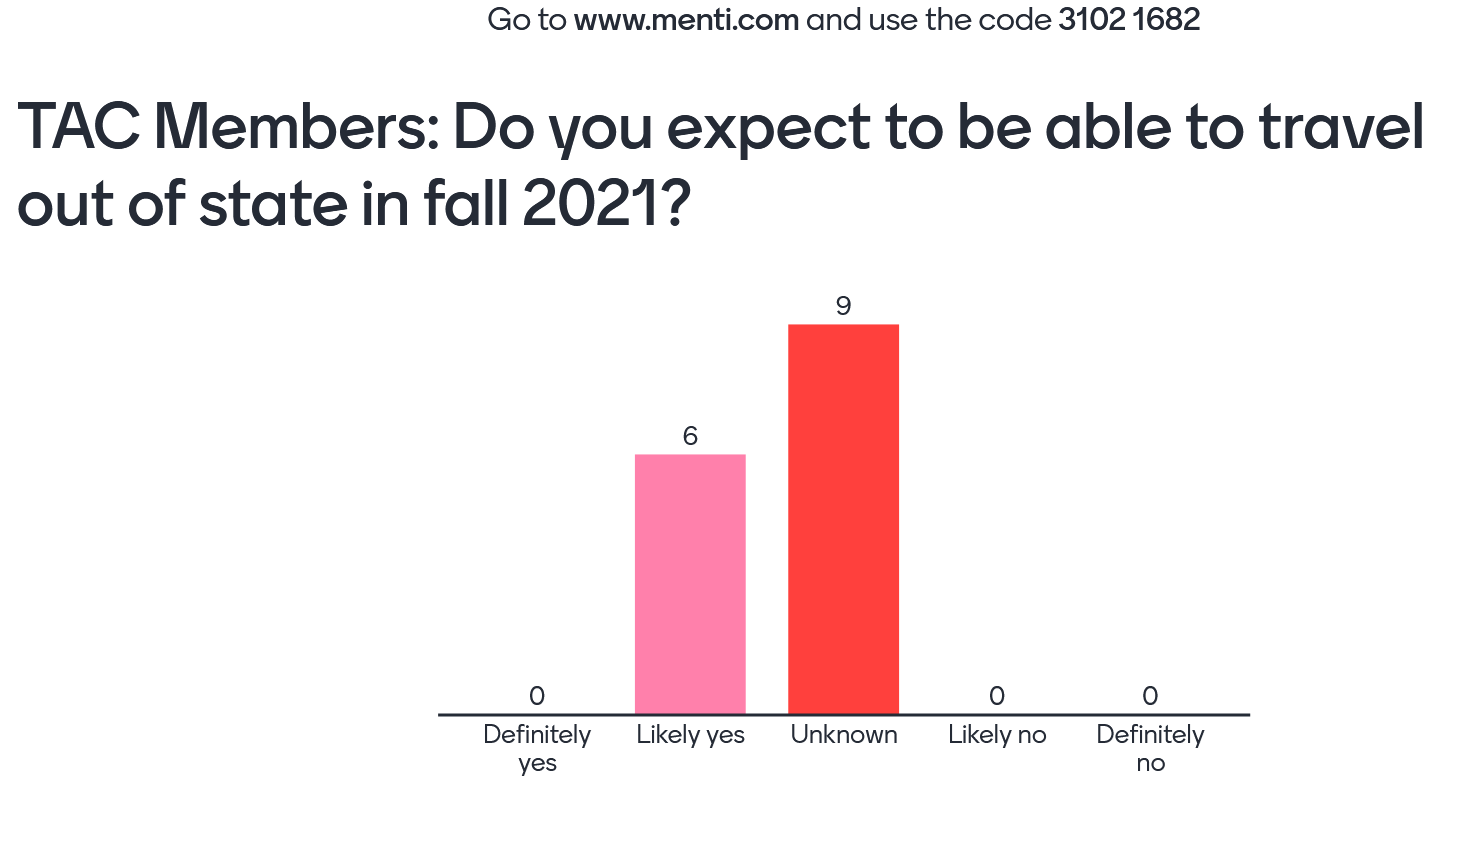 Go to www.menti.com and use the code 3102 1682
TAC Members: Do you expect to be able to travel
out of state in fall 2021?
9
6
0
0
0
Definitely
yes
Likely yes
Unknown
Likely no
Definitely
no